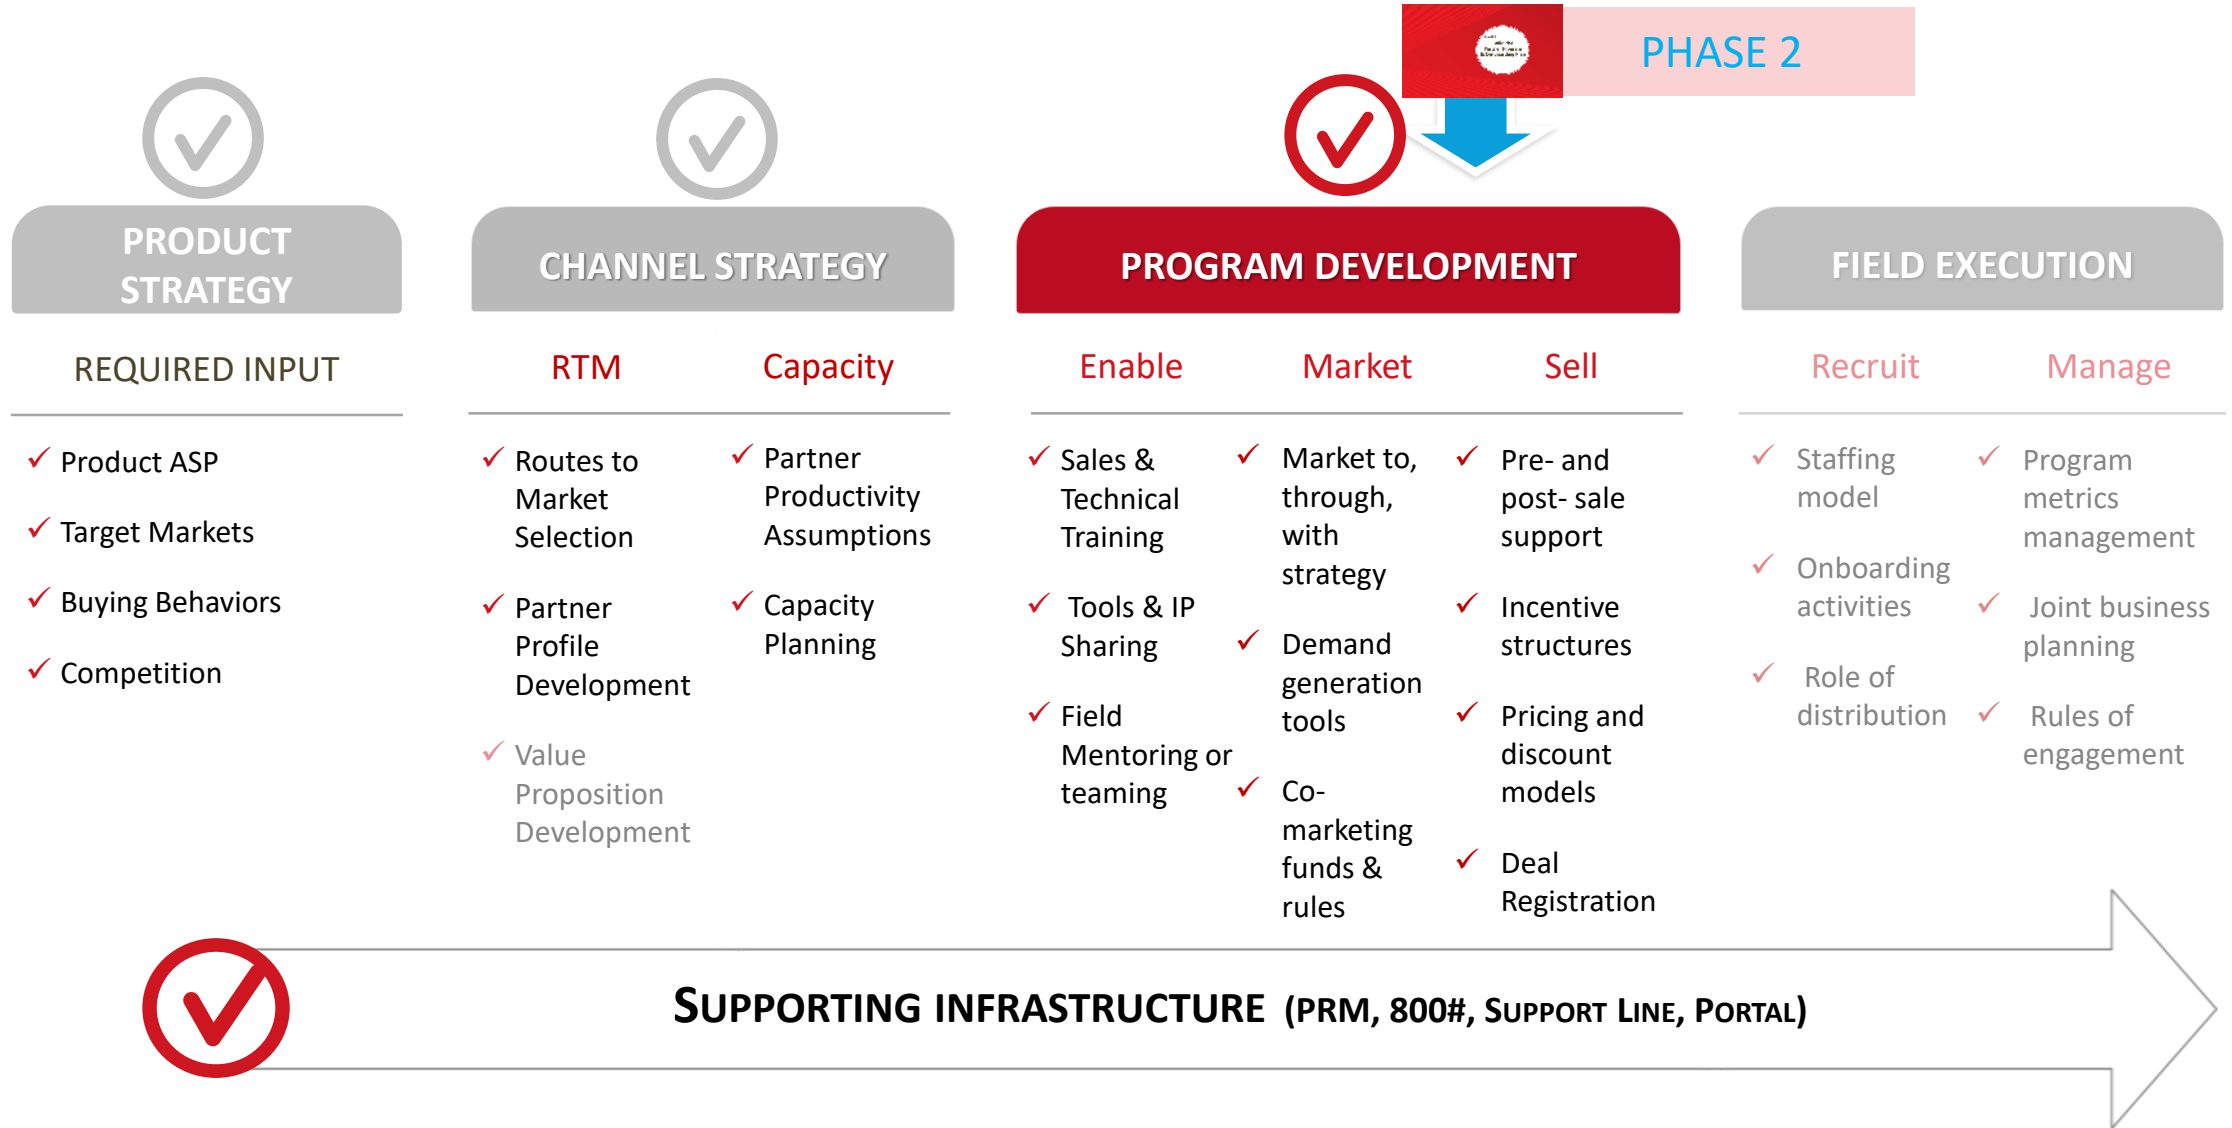 PHASE 2
PRODUCT
STRATEGY
REQUIRED INPUT
Product ASP
Target Markets
Buying Behaviors
Competition
CHANNEL STRATEGY
RTM
Routes to
Market
Selection
Partner
Profile
Development
Value
Proposition
Development
Capacity
Partner
Productivity
Assumptions
Capacity
Planning
PROGRAM DEVELOPMENT
Enable
Sales &
Technical
Training
Tools & IP
Sharing
Field
Mentoring or
teaming
Market
Market to,
through,
with
strategy
Demand
generation
tools
Co-
marketing
funds &
rules
Sell
Pre- and
post- sale
support
Incentive
structures
Pricing and
discount
models
Deal
Registration
FIELD EXECUTION
Recruit
Staffing
model
Onboarding
activities
Role of
distribution
Manage
Program
metrics
management
Joint business
planning
Rules of
engagement
SUPPORTING INFRASTRUCTURE (PRM, 800#, SUPPORT LINE, PORTAL)